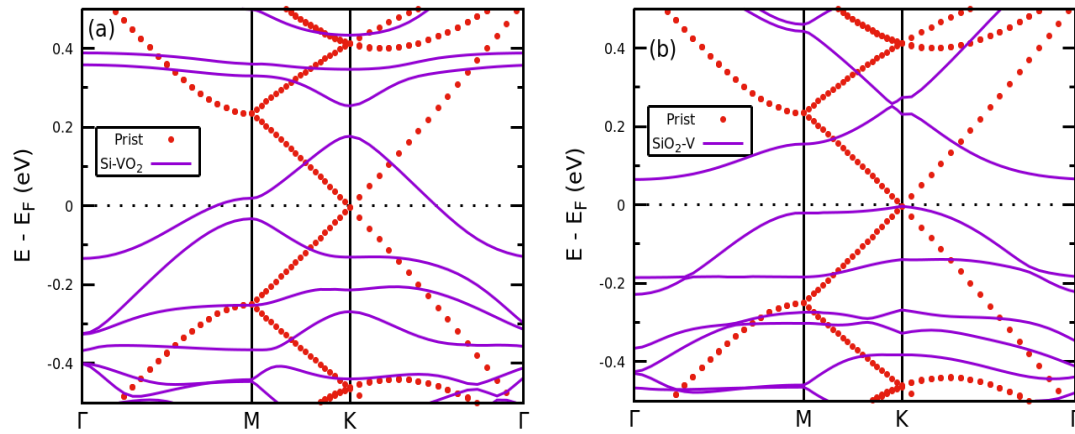 (a)
E - E_F (eV)
0.4
0.2
0
-0.2
-0.4
Prist
Si-VO₂
Γ
M
K
Γ
(b)
E - E_F (eV)
0.4
0.2
0
-0.2
-0.4
Prist
SiO₂-V
Γ
M
K
Γ